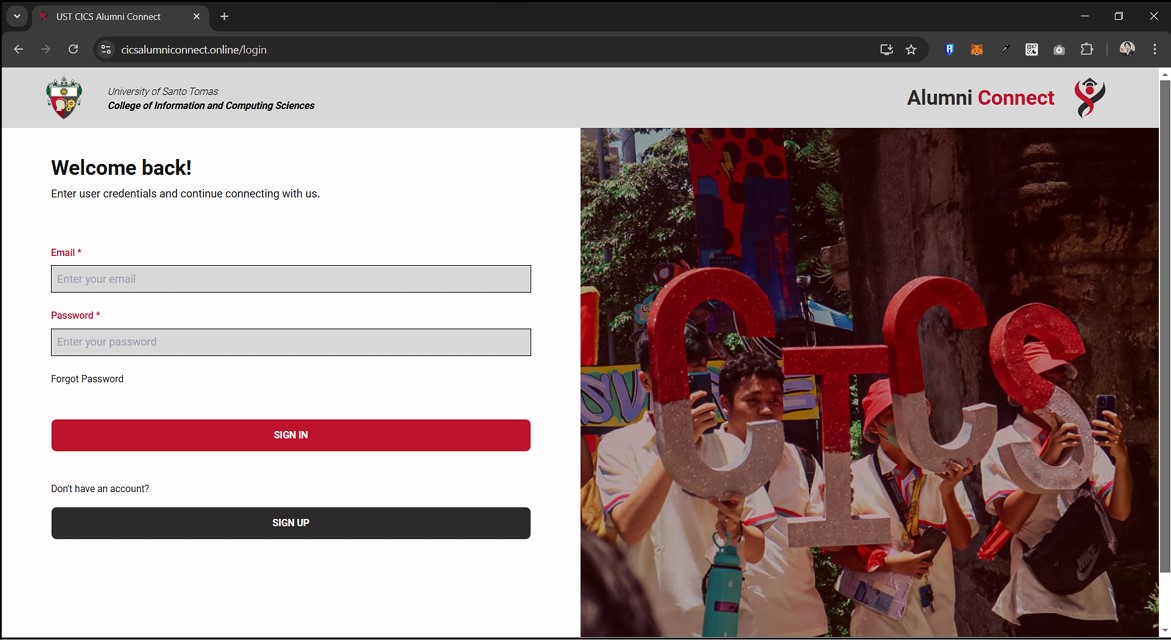 UST CICS Alumni Connect
cicsalumniconnect.online/login
University of Santo Tomas
College of Information and Computing Sciences
Alumni Connect
Welcome back!
Enter user credentials and continue connecting with us.
Email *
Enter your email
Password *
Enter your password
Forgot Password
SIGN IN
Don't have an account?
SIGN UP
CICS
NIKE